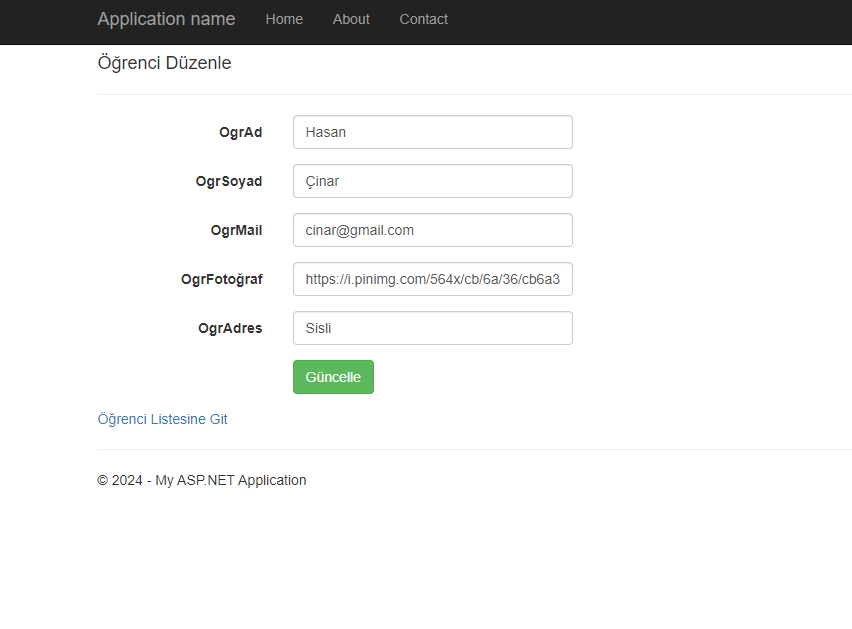 Application name Home About Contact
Öğrenci Düzenle
OgrAd Hasan
OgrSoyad Çinar
OgrMail cinar@gmail.com
OgrFotoğraf https://i.pinimg.com/564x/cb/6a/36/cb6a3
OgrAdres Sisli
Güncelle
Öğrenci Listesine Git
© 2024 - My ASP.NET Application